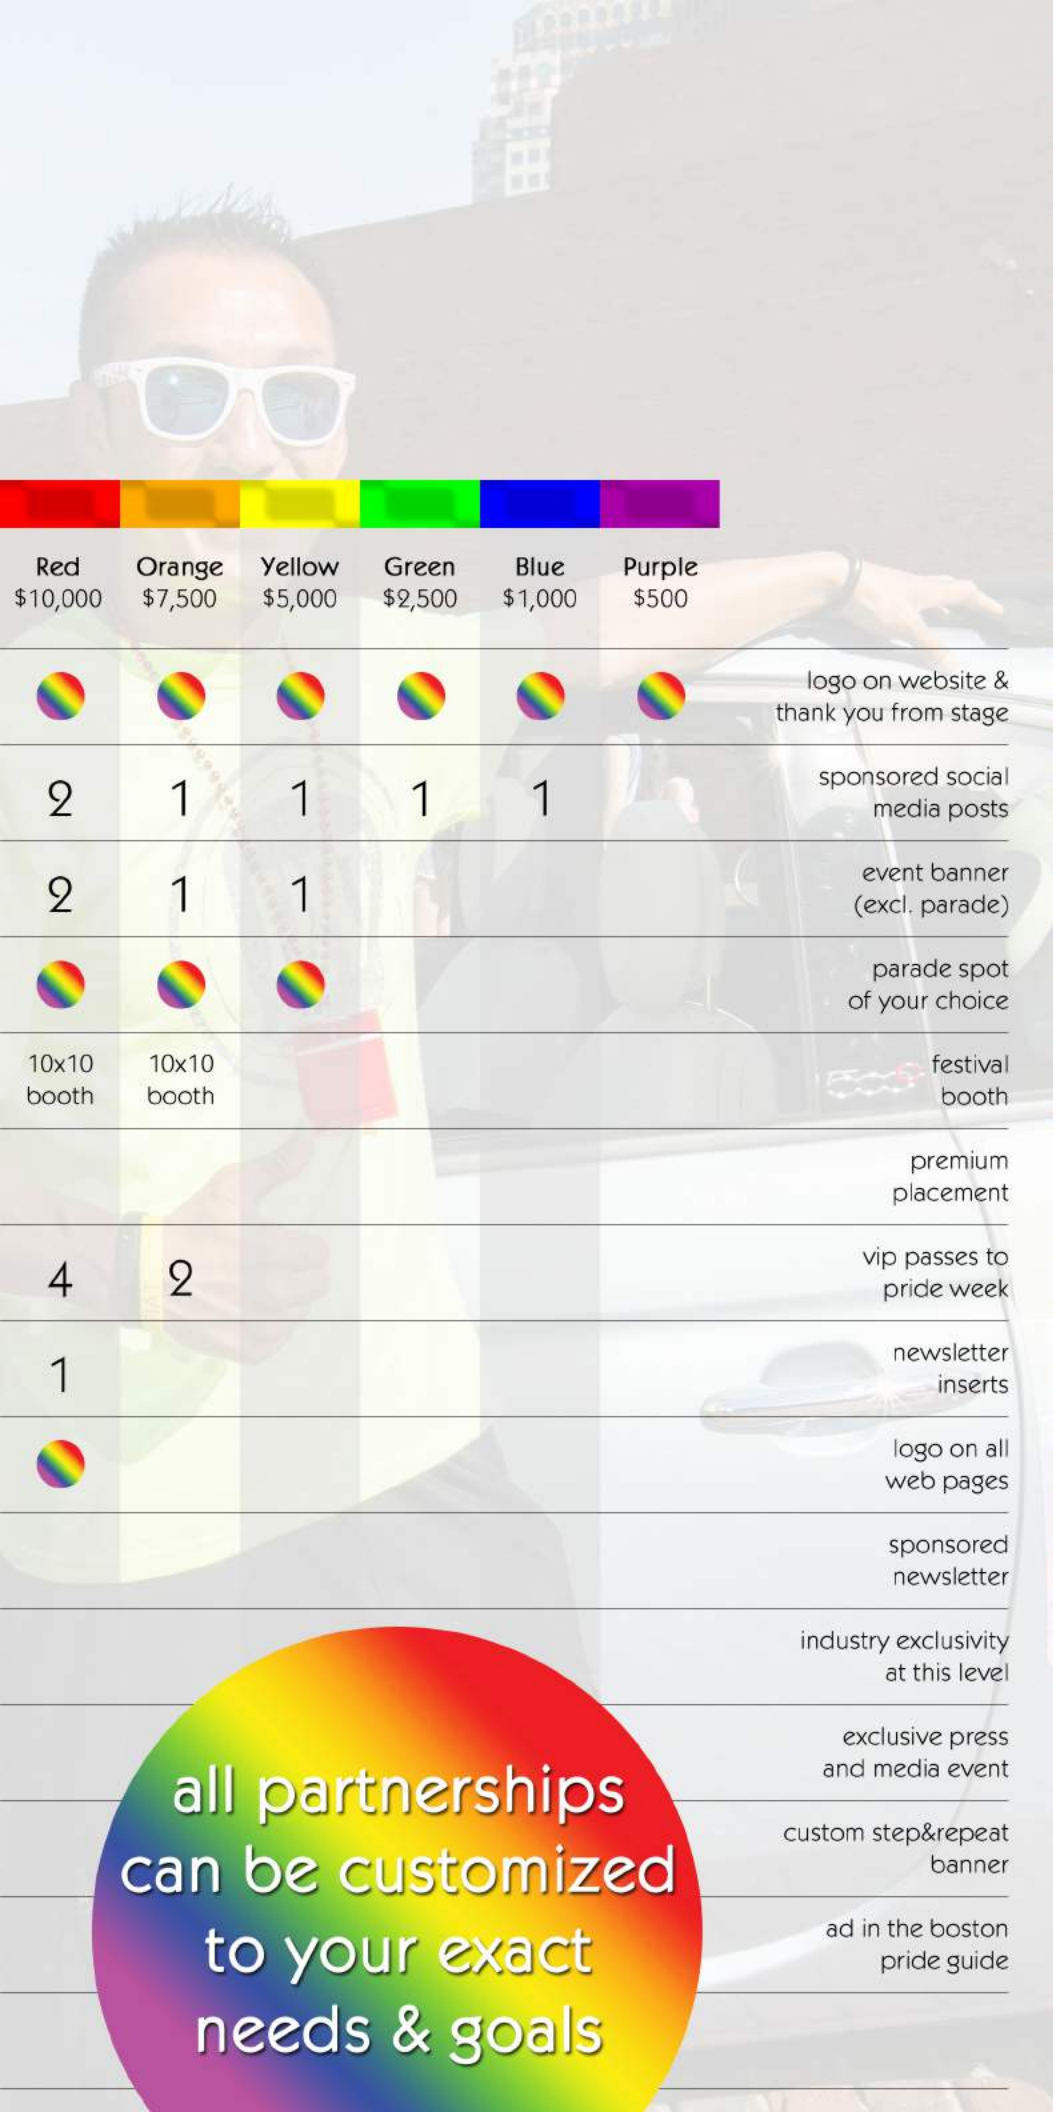 Red Orange Yellow Green Blue Purple
$10,000 $7,500 $5,000 $2,500 $1,000 $500
logo on website &
thank you from stage
2 1 1 1 1 sponsored social
media posts
2 1 1 event banner
(excl. parade)
parade spot
of your choice
10x10 10x10 festival
booth booth booth
premium
placement
4 2 vip passes to
pride week
1 newsletter
inserts
logo on all
web pages
sponsored
newsletter
industry exclusivity
at this level
exclusive press
and media event
custom step&repeat
banner
ad in the boston
pride guide
all partnerships
can be customized
to your exact
needs & goals